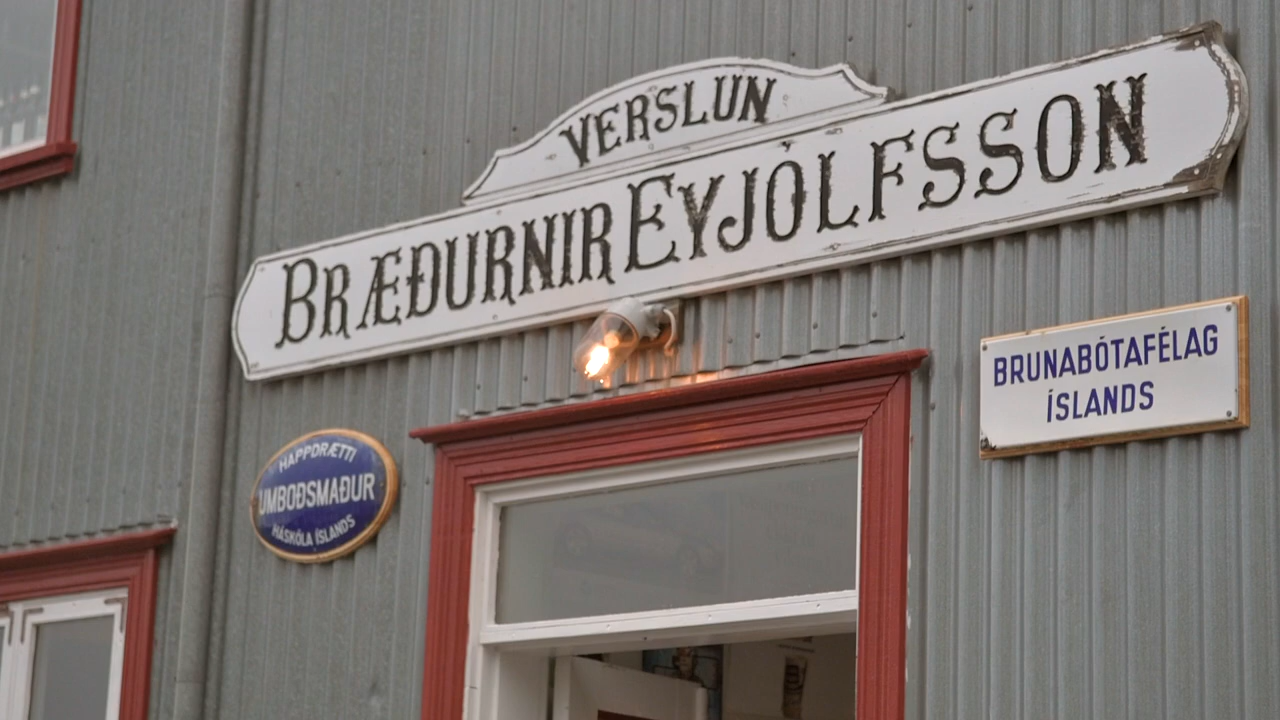 VERSLUN
BRÆÐURNIR EYJÓLFSSON
HAPPDRÆTTI
UMBOÐSMAÐUR
HÁSKÓLA ÍSLANDS
BRUNABÓTAFÉLAG
ÍSLANDS